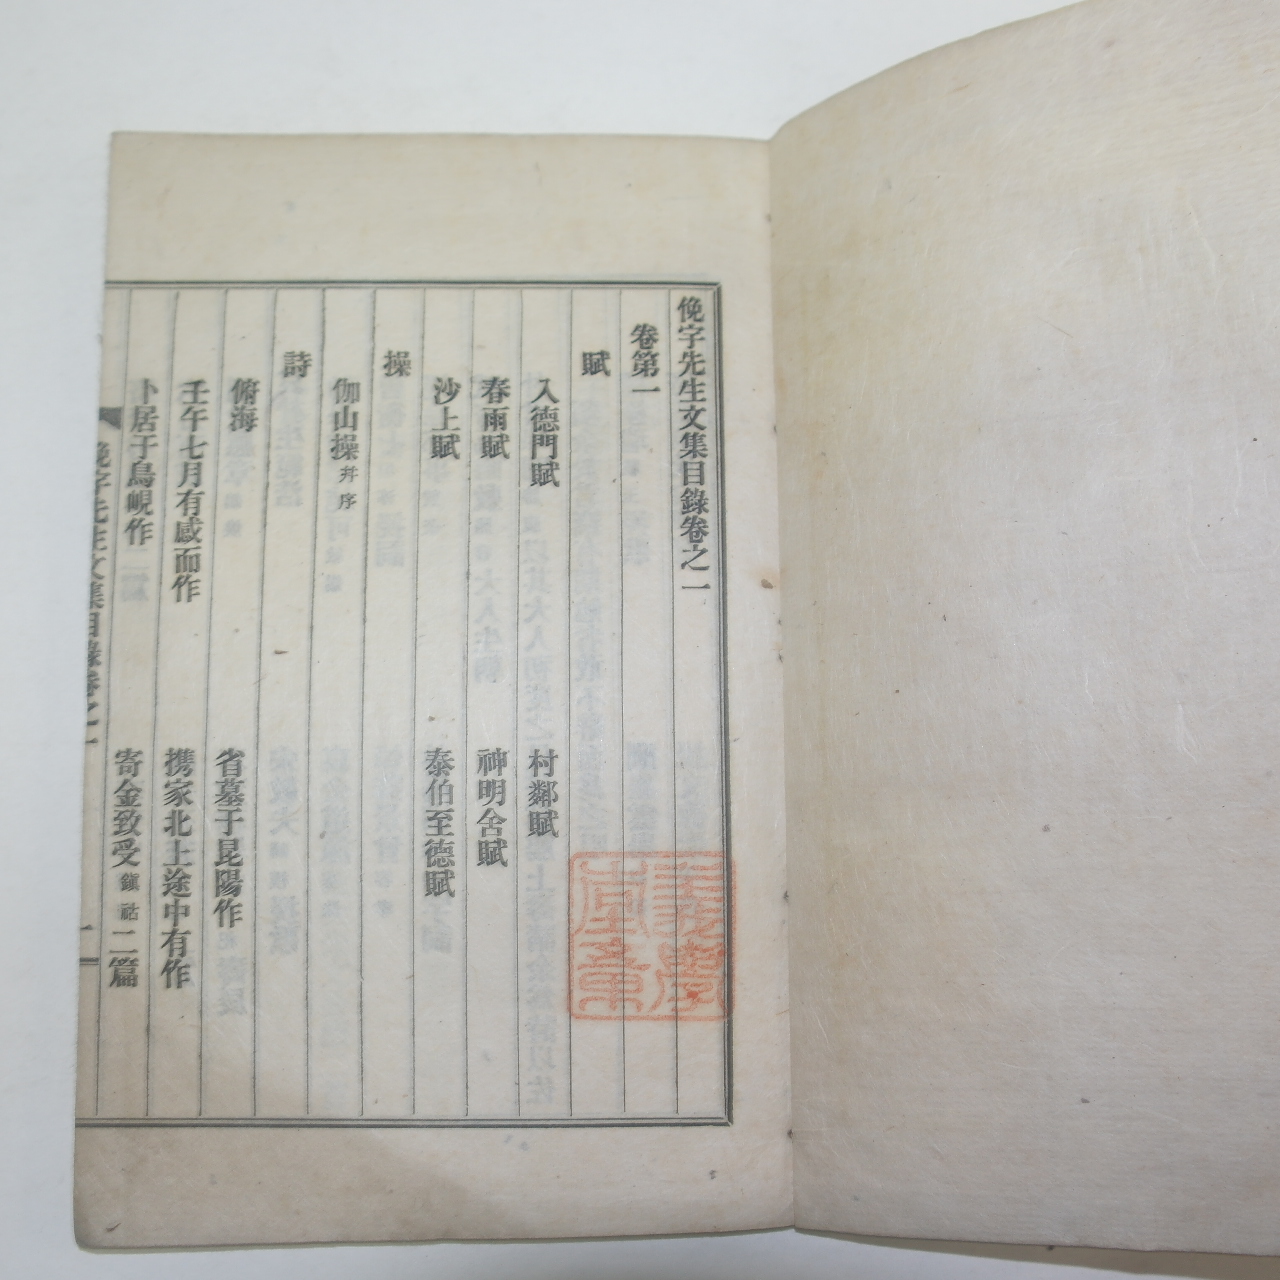 俛宇先生文集目錄卷之一
卷第一
賦
入德門賦 村鄰賦
春雨賦 神明舍賦
沙上賦 泰伯至德賦
操
伽山操 幷序
詩
俯海 省墓于昆陽作
壬午七月有感而作 携家北上途中有作
卜居于鳥峴作 寄金致受 鎭祜 二篇
俛宇先生文集目錄卷之一
一